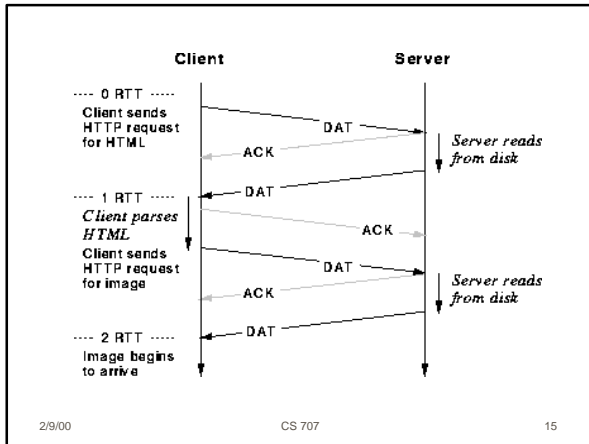 Client Server
---- 0 RTT -----
Client sends
HTTP request
for HTML
DAT
Server reads
from disk
ACK
DAT
---- 1 RTT -----
Client parses
HTML
ACK
Client sends
HTTP request
for image
DAT
Server reads
from disk
ACK
DAT
---- 2 RTT -----
Image begins
to arrive
2/9/00 CS 707 15